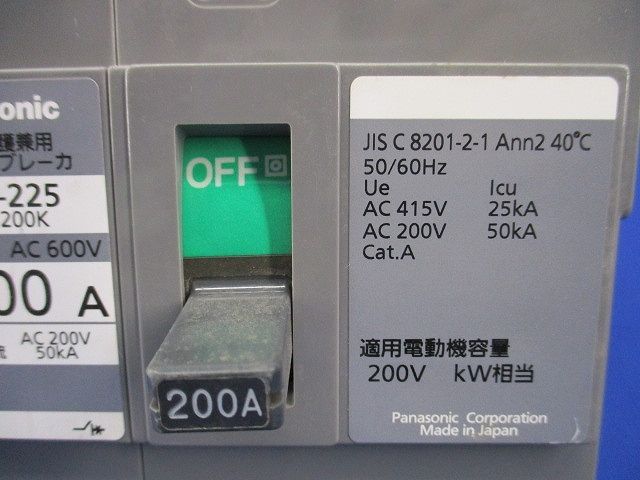 onic
護兼用
ブレーカ
-225
200K
AC 600V
00 A
AC 200V
50kA
OFF
200A
JIS C 8201-2-1 Ann2 40°C
50/60Hz
Ue Icu
AC 415V 25kA
AC 200V 50kA
Cat.A
適用電動機容量
200V kW相当
Panasonic Corporation
Made in Japan